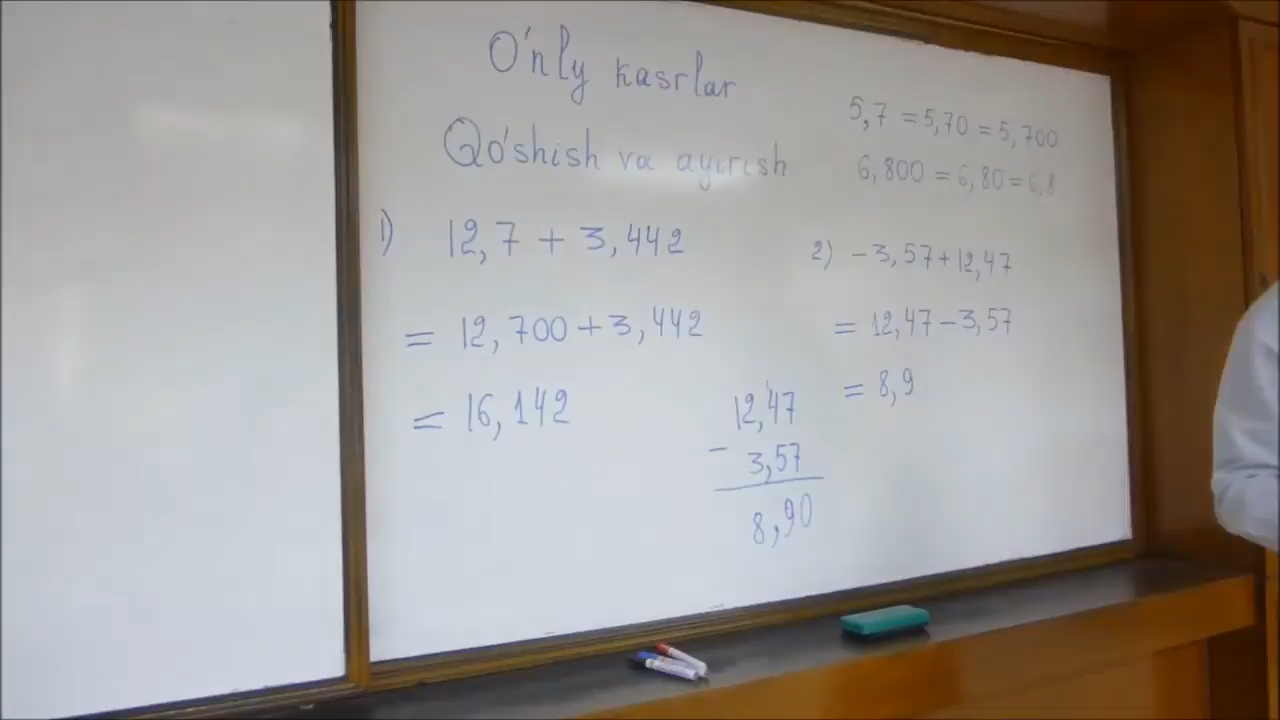 O'nly kasrlar
Qo'shish va ayirish
5,7 = 5,70 = 5,700
6,800 = 6,80 = 6,8
1) 12,7 + 3,442
= 12,700 + 3,442
= 16,142
12,47
- 3,57
8,90
2) -3,57 + 12,47
= 12,47 - 3,57
= 8,9